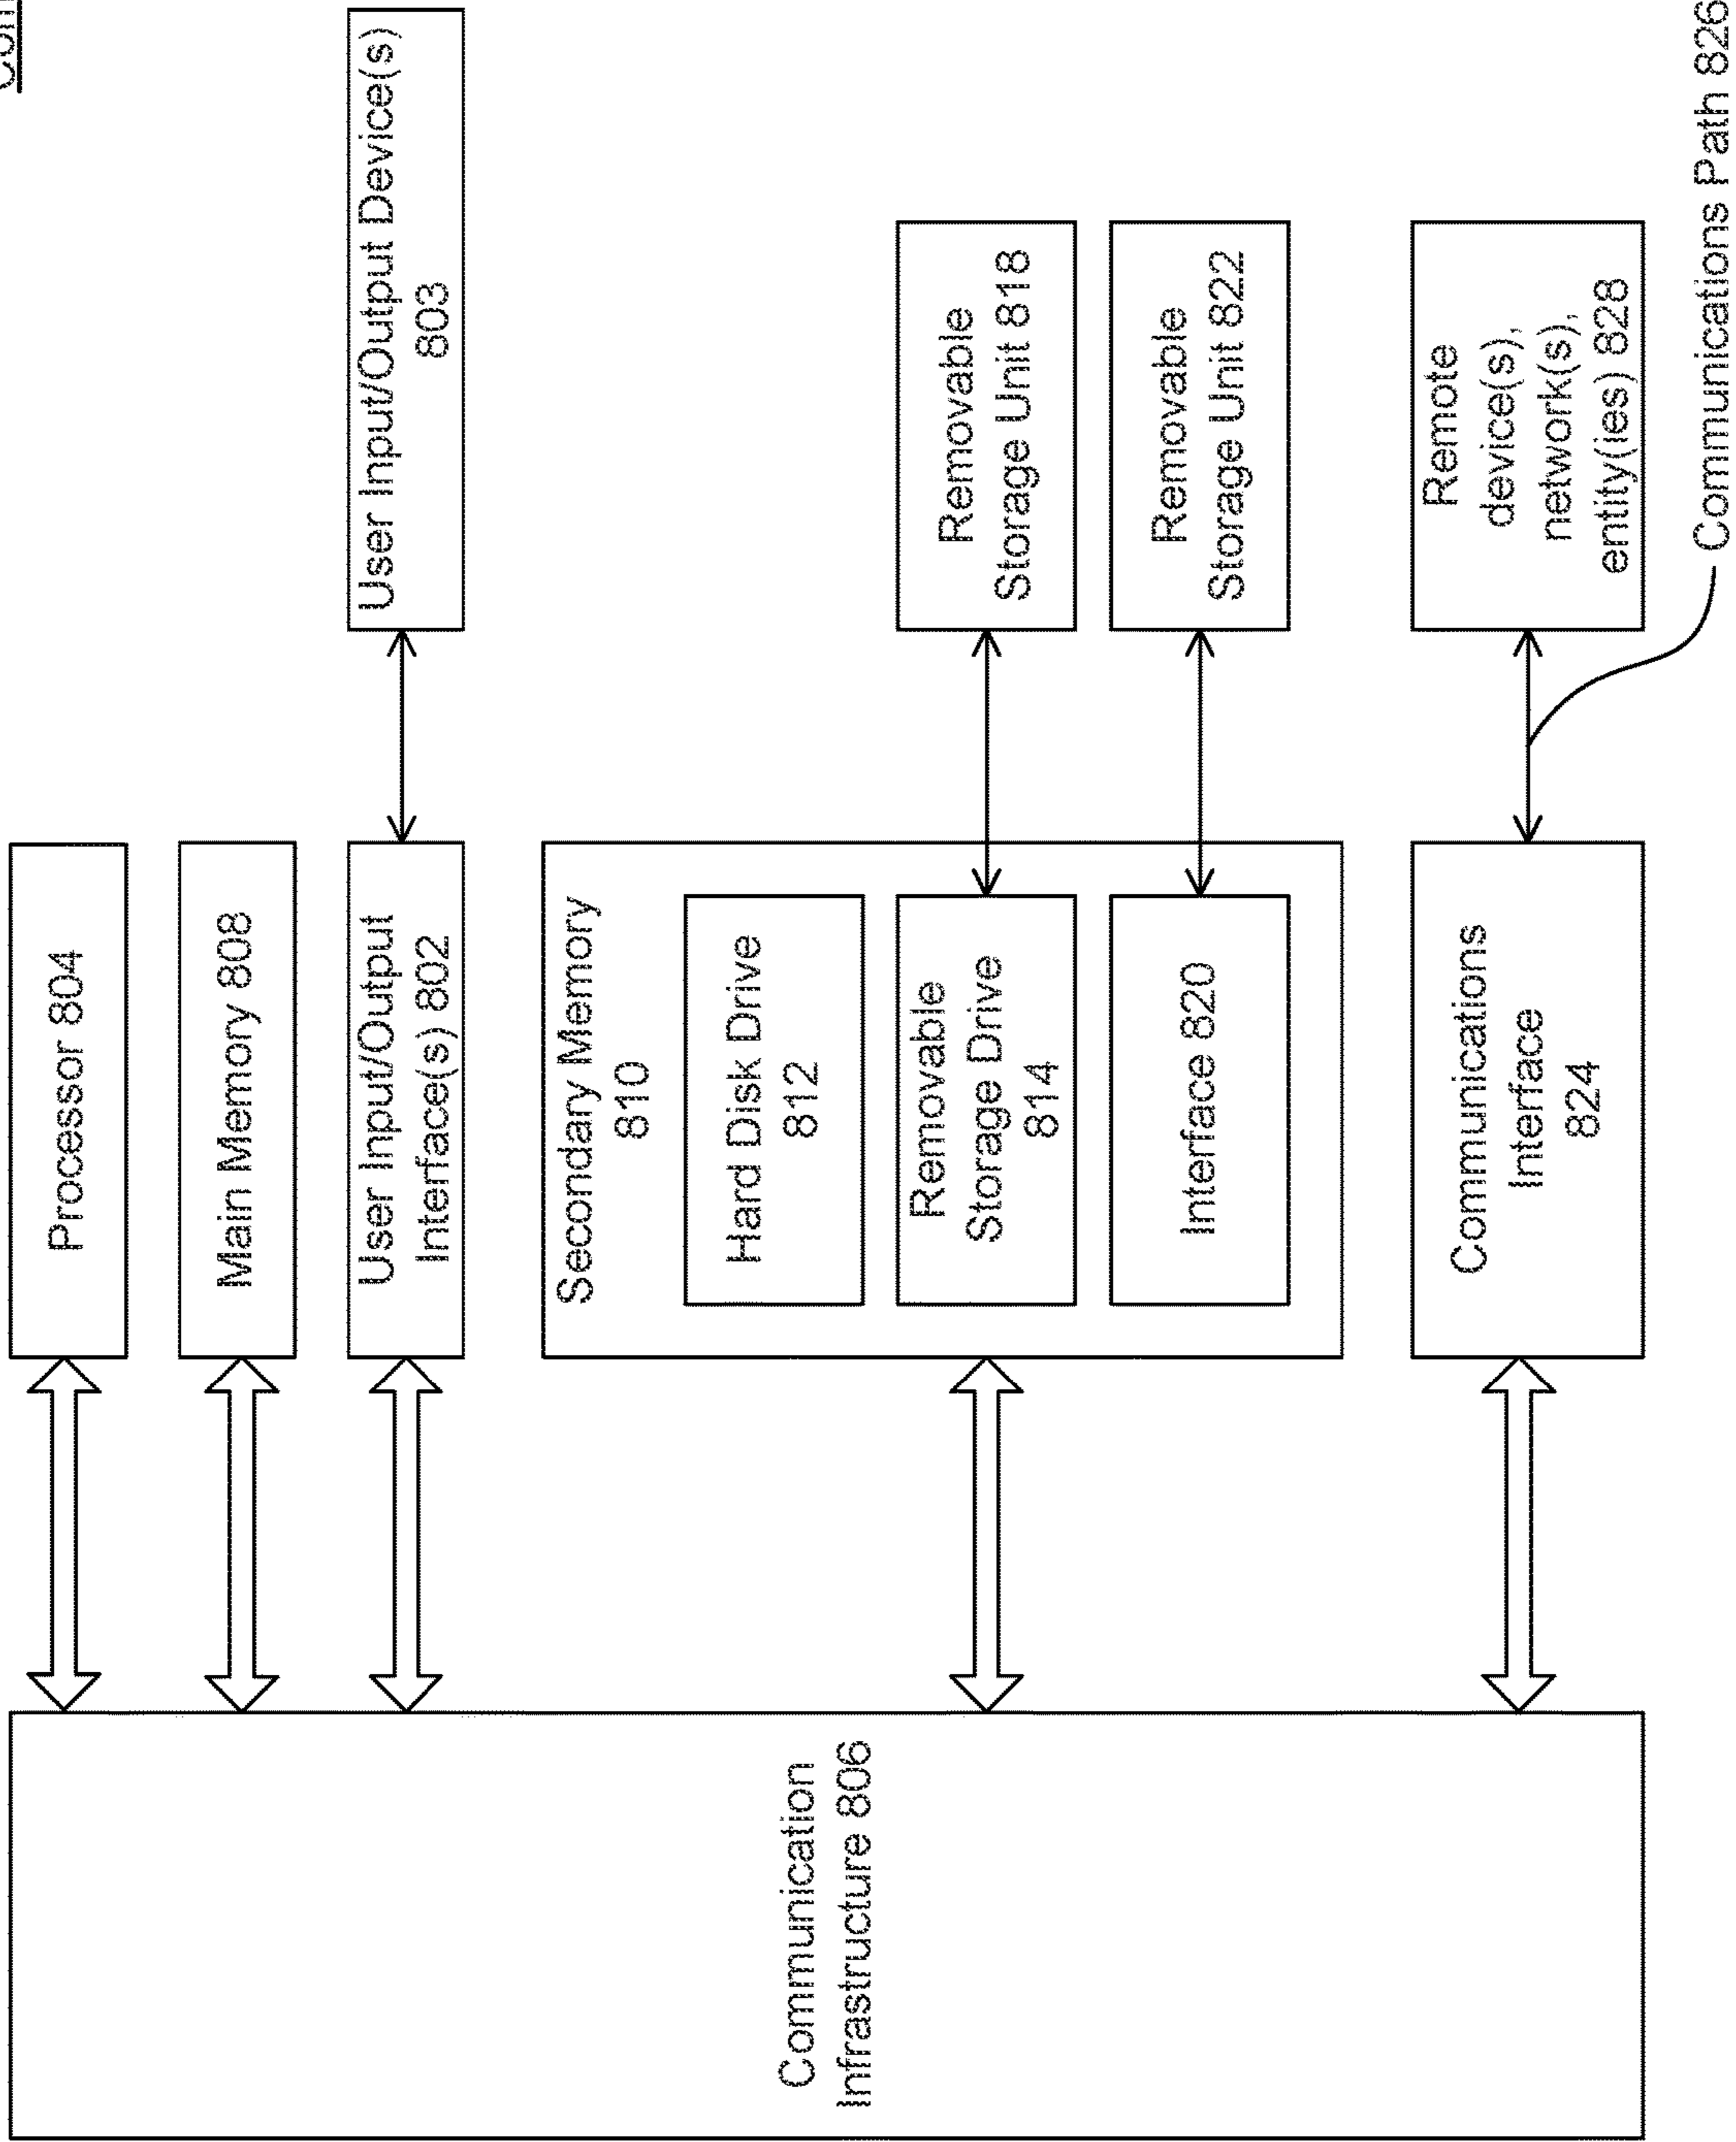 Processor 804
Main Memory 808
User Input/Output
Interface(s) 802
User Input/Output Device(s)
803
Secondary Memory
810
Hard Disk Drive
812
Removable
Storage Drive
814
Interface 820
Removable
Storage Unit 818
Removable
Storage Unit 822
Communications
Interface
824
Remote
device(s),
network(s),
entity(ies) 828
Communications Path 826
Communication
Infrastructure 806